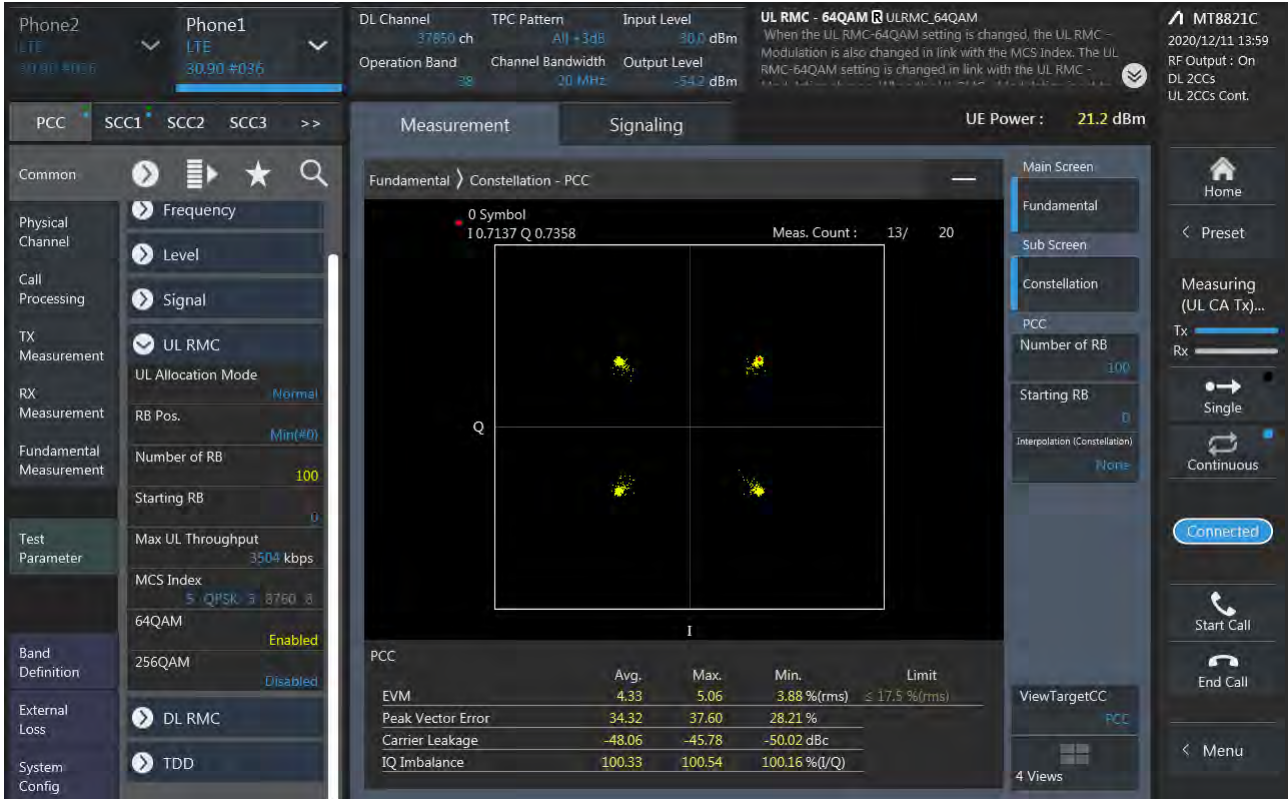 Phone2
LTE
30.90 #036
Phone1
LTE
30.90 #036
DL Channel
37850 ch
TPC Pattern
All +3dB
Input Level
30.0 dBm
Operation Band
38
Channel Bandwidth
20 MHz
Output Level
-54.2 dBm
UL RMC - 64QAM R ULRMC_64QAM
When the UL RMC-64QAM setting is changed, the UL RMC -
Modulation is also changed in link with the MCS Index. The UL
RMC-64QAM setting is changed in link with the UL RMC -
MT8821C
2020/12/11 13:59
RF Output : On
DL 2CCs
UL 2CCs Cont.
PCC SCC1 SCC2 SCC3 >>
Measurement
Signaling
UE Power : 21.2 dBm
Common
Physical
Channel
Call
Processing
TX
Measurement
RX
Measurement
Fundamental
Measurement
Test
Parameter
Band
Definition
External
Loss
System
Config
Frequency
Level
Signal
UL RMC
UL Allocation Mode
Normal
RB Pos.
Min(#0)
Number of RB
100
Starting RB
0
Max UL Throughput
3504 kbps
MCS Index
5 QPSK 5 8760 8
64QAM
Enabled
256QAM
Disabled
DL RMC
TDD
Fundamental Constellation - PCC
0 Symbol
I 0.7137 Q 0.7358
Meas. Count : 13/ 20
Q
I
PCC
Avg. Max. Min. Limit
EVM 4.33 5.06 3.88 %(rms) ≤ 17.5 %(rms)
Peak Vector Error 34.32 37.60 28.21 %
Carrier Leakage -48.06 -45.78 -50.02 dBc
IQ Imbalance 100.33 100.54 100.16 %(I/Q)
Main Screen
Fundamental
Sub Screen
Constellation
PCC
Number of RB
100
Starting RB
0
Interpolation (Constellation)
None
ViewTargetCC
PCC
4 Views
Home
< Preset
Measuring
(UL CA Tx)...
Tx
Rx
Single
Continuous
Connected
Start Call
End Call
< Menu